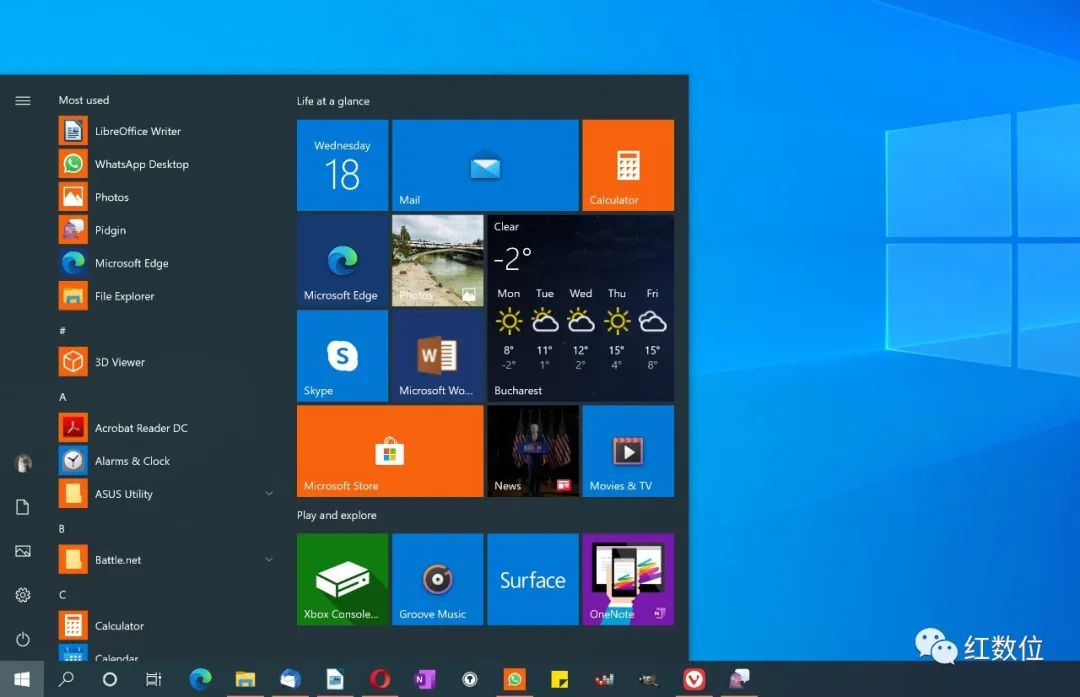 Most used
LibreOffice Writer
WhatsApp Desktop
Photos
Pidgin
Microsoft Edge
File Explorer
#
3D Viewer
A
Acrobat Reader DC
Alarms & Clock
ASUS Utility
B
Battle.net
C
Calculator
Calendar
Life at a glance
Wednesday
18
Mail
Calculator
Microsoft Edge
Photos
Clear
-2°
Mon Tue Wed Thu Fri
8° 11° 12° 15° 15°
-2° 1° 2° 4° 8°
Bucharest
Skype
W
Microsoft Wo...
Microsoft Store
BIDEN
News
Movies & TV
Play and explore
Xbox Console...
Groove Music
Surface
OneNote
红数位